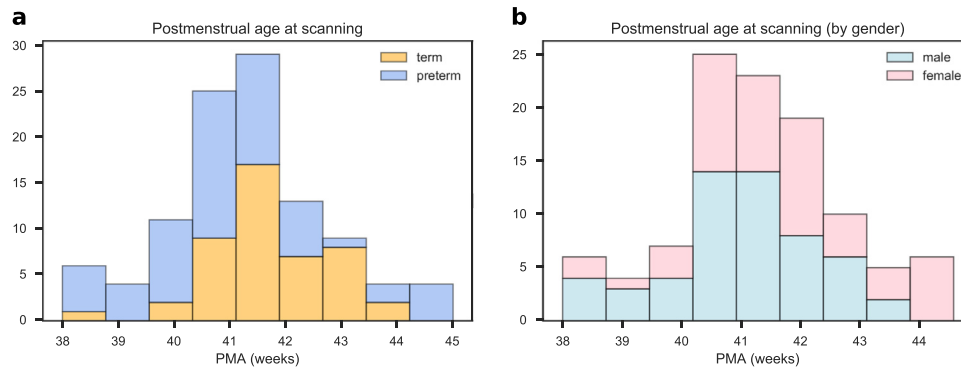 a
Postmenstrual age at scanning
30
25
20
15
10
5
0
term
preterm
38 39 40 41 42 43 44 45
PMA (weeks)
b
Postmenstrual age at scanning (by gender)
25
20
15
10
5
0
male
female
38 39 40 41 42 43 44
PMA (weeks)